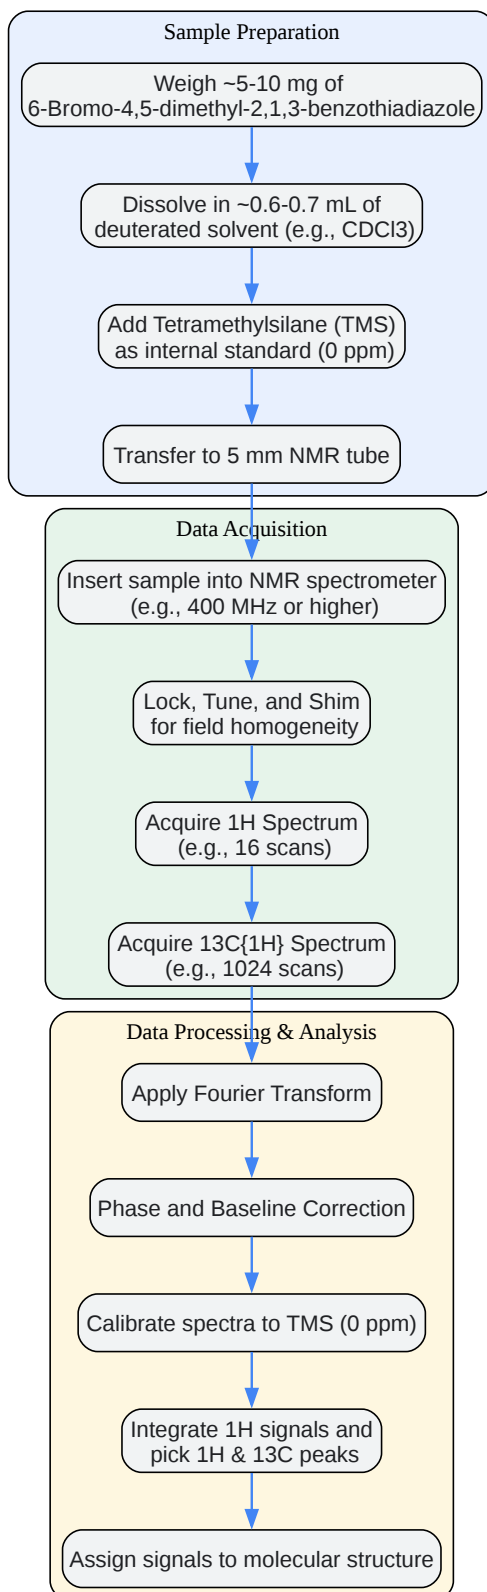 Sample Preparation
Weigh ~5-10 mg of
6-Bromo-4,5-dimethyl-2,1,3-benzothiadiazole
Dissolve in ~0.6-0.7 mL of
deuterated solvent (e.g., CDCl3)
Add Tetramethylsilane (TMS)
as internal standard (0 ppm)
Transfer to 5 mm NMR tube
Data Acquisition
Insert sample into NMR spectrometer
(e.g., 400 MHz or higher)
Lock, Tune, and Shim
for field homogeneity
Acquire 1H Spectrum
(e.g., 16 scans)
Acquire 13C{1H} Spectrum
(e.g., 1024 scans)
Data Processing & Analysis
Apply Fourier Transform
Phase and Baseline Correction
Calibrate spectra to TMS (0 ppm)
Integrate 1H signals and
pick 1H & 13C peaks
Assign signals to molecular structure